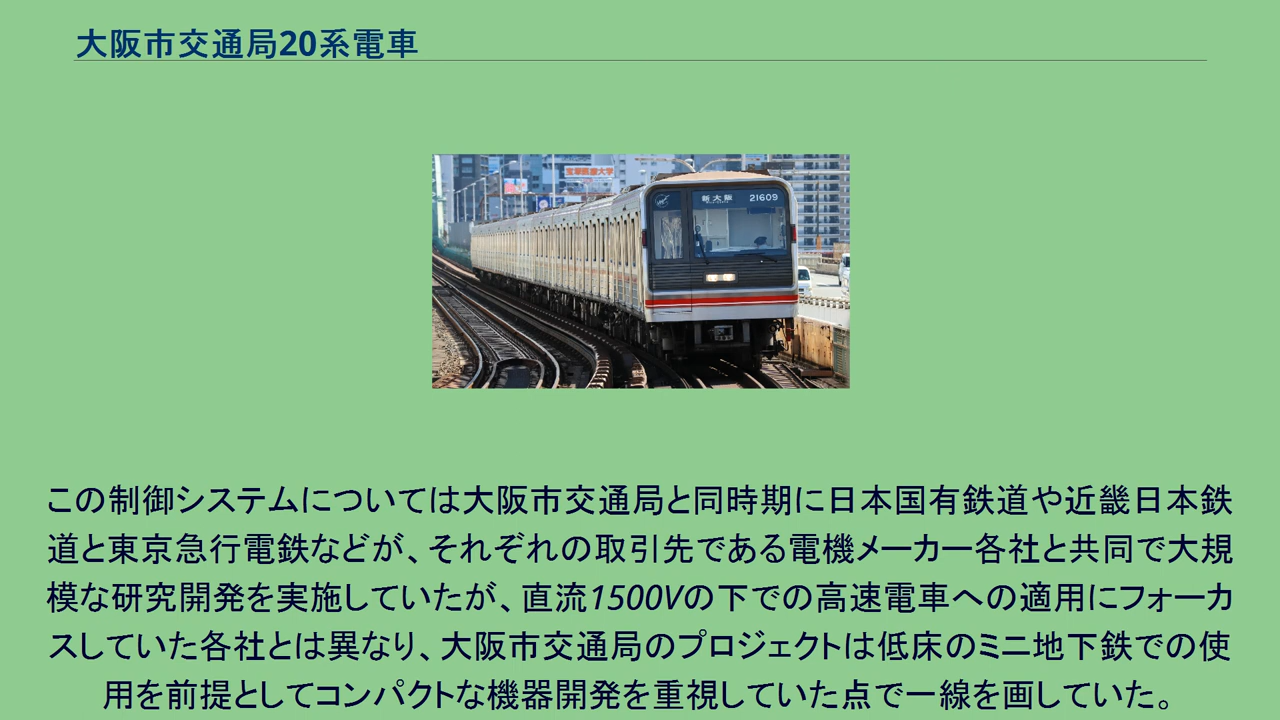 大阪市交通局20系電車
新大阪
21609
この制御システムについては大阪市交通局と同時期に日本国有鉄道や近畿日本鉄
道と東京急行電鉄などが、それぞれの取引先である電機メーカー各社と共同で大規
模な研究開発を実施していたが、直流1500Vの下での高速電車への適用にフォーカ
スしていた各社とは異なり、大阪市交通局のプロジェクトは低床のミニ地下鉄での使
用を前提としてコンパクトな機器開発を重視していた点で一線を画していた。